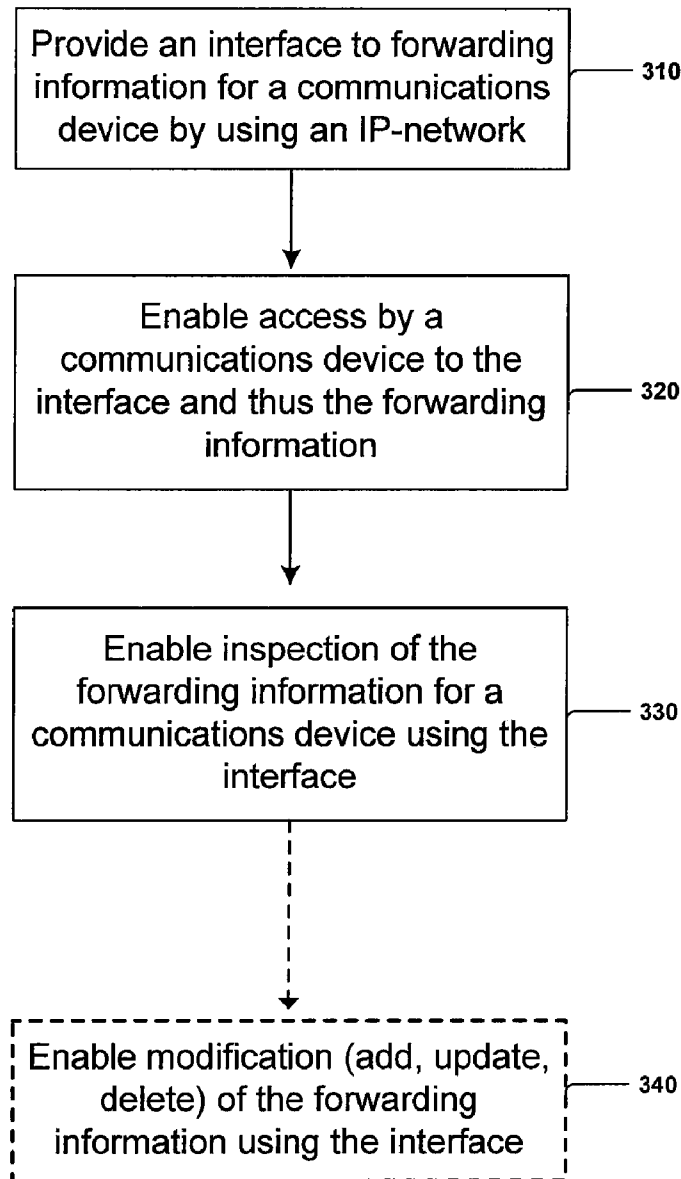 Provide an interface to forwarding
information for a communications
device by using an IP-network
310
Enable access by a
communications device to the
interface and thus the forwarding
information
320
Enable inspection of the
forwarding information for a
communications device using the
interface
330
Enable modification (add, update,
delete) of the forwarding
information using the interface
340